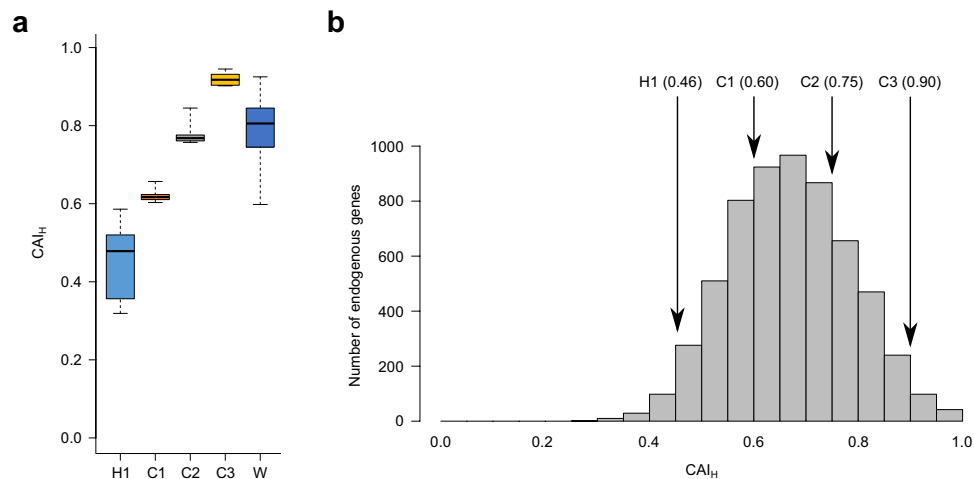 a
1.0
0.8
0.6
0.4
0.2
0.0
CAIH
H1 C1 C2 C3 W
b
H1 (0.46) C1 (0.60) C2 (0.75) C3 (0.90)
1000
800
600
400
200
0
Number of endogenous genes
0.0 0.2 0.4 0.6 0.8 1.0
CAIH